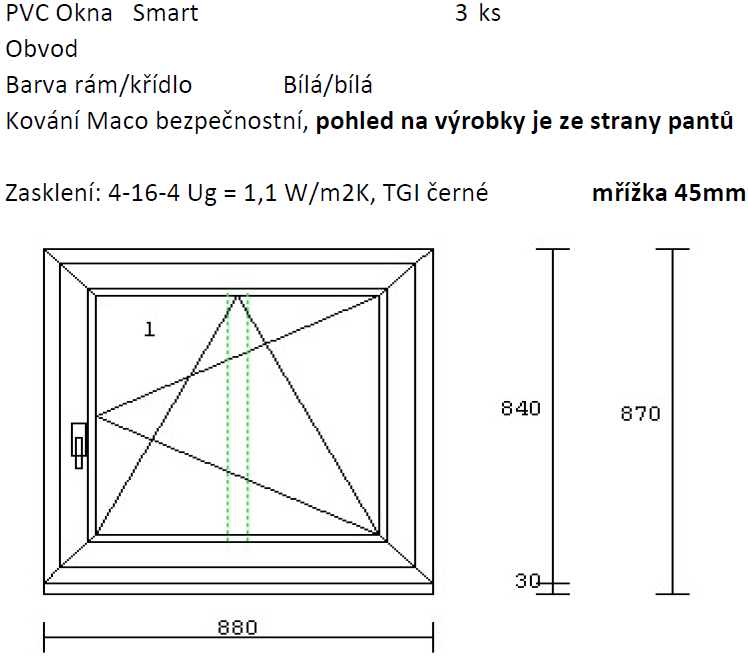 PVC Okna Smart 3 ks
Obvod
Barva rám/křídlo Bílá/bílá
Kování Maco bezpečnostní, pohled na výrobky je ze strany pantů
Zasklení: 4-16-4 Ug = 1,1 W/m2K, TGI černé mřížka 45mm
1
840
870
30
880